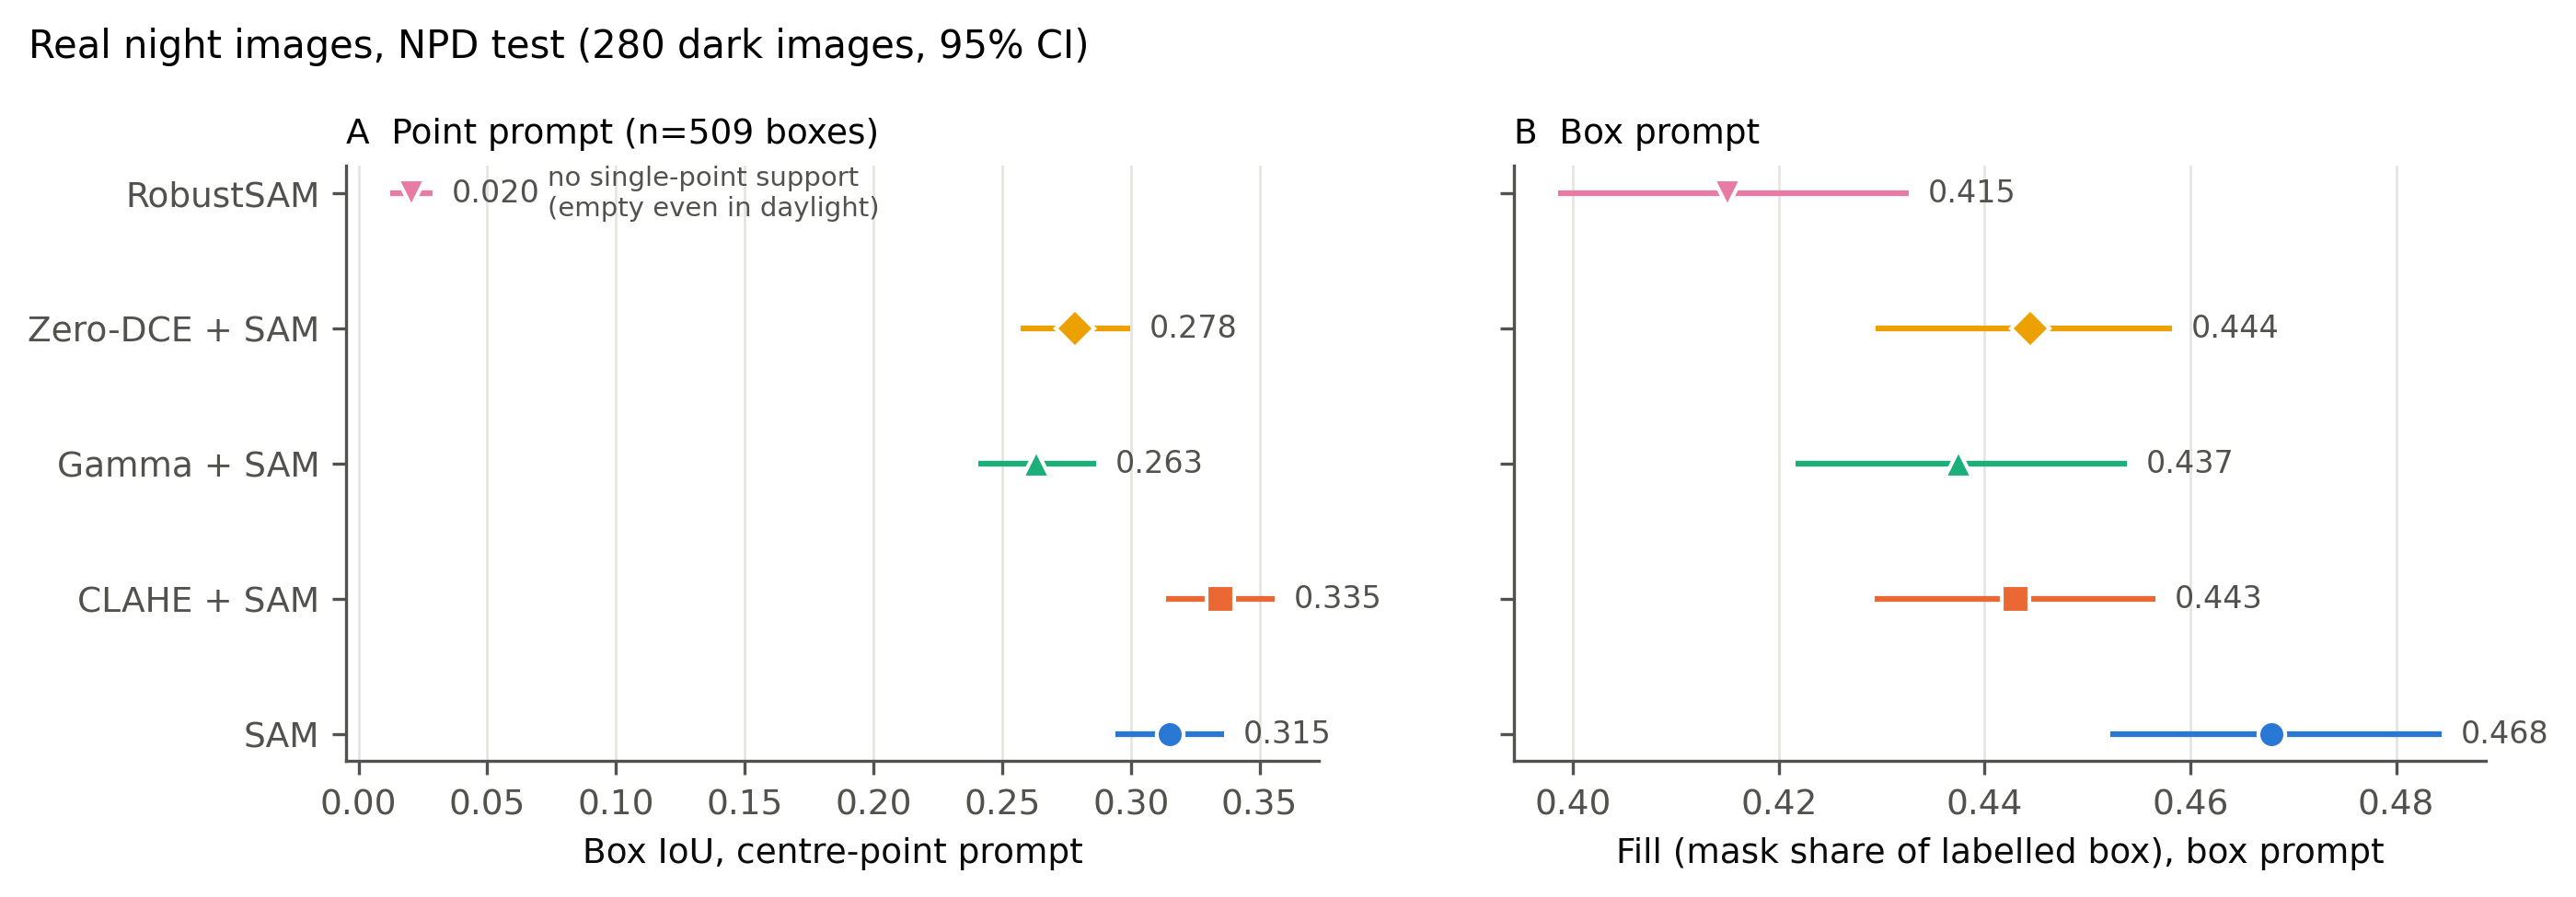 Real night images, NPD test (280 dark images, 95% CI)
A  Point prompt (n=509 boxes)
RobustSAM
0.020
no single-point support
(empty even in daylight)
Zero-DCE + SAM
0.278
Gamma + SAM
0.263
CLAHE + SAM
0.335
SAM
0.315
0.00 0.05 0.10 0.15 0.20 0.25 0.30 0.35
Box IoU, centre-point prompt
B  Box prompt
0.415
0.444
0.437
0.443
0.468
0.40 0.42 0.44 0.46 0.48
Fill (mask share of labelled box), box prompt